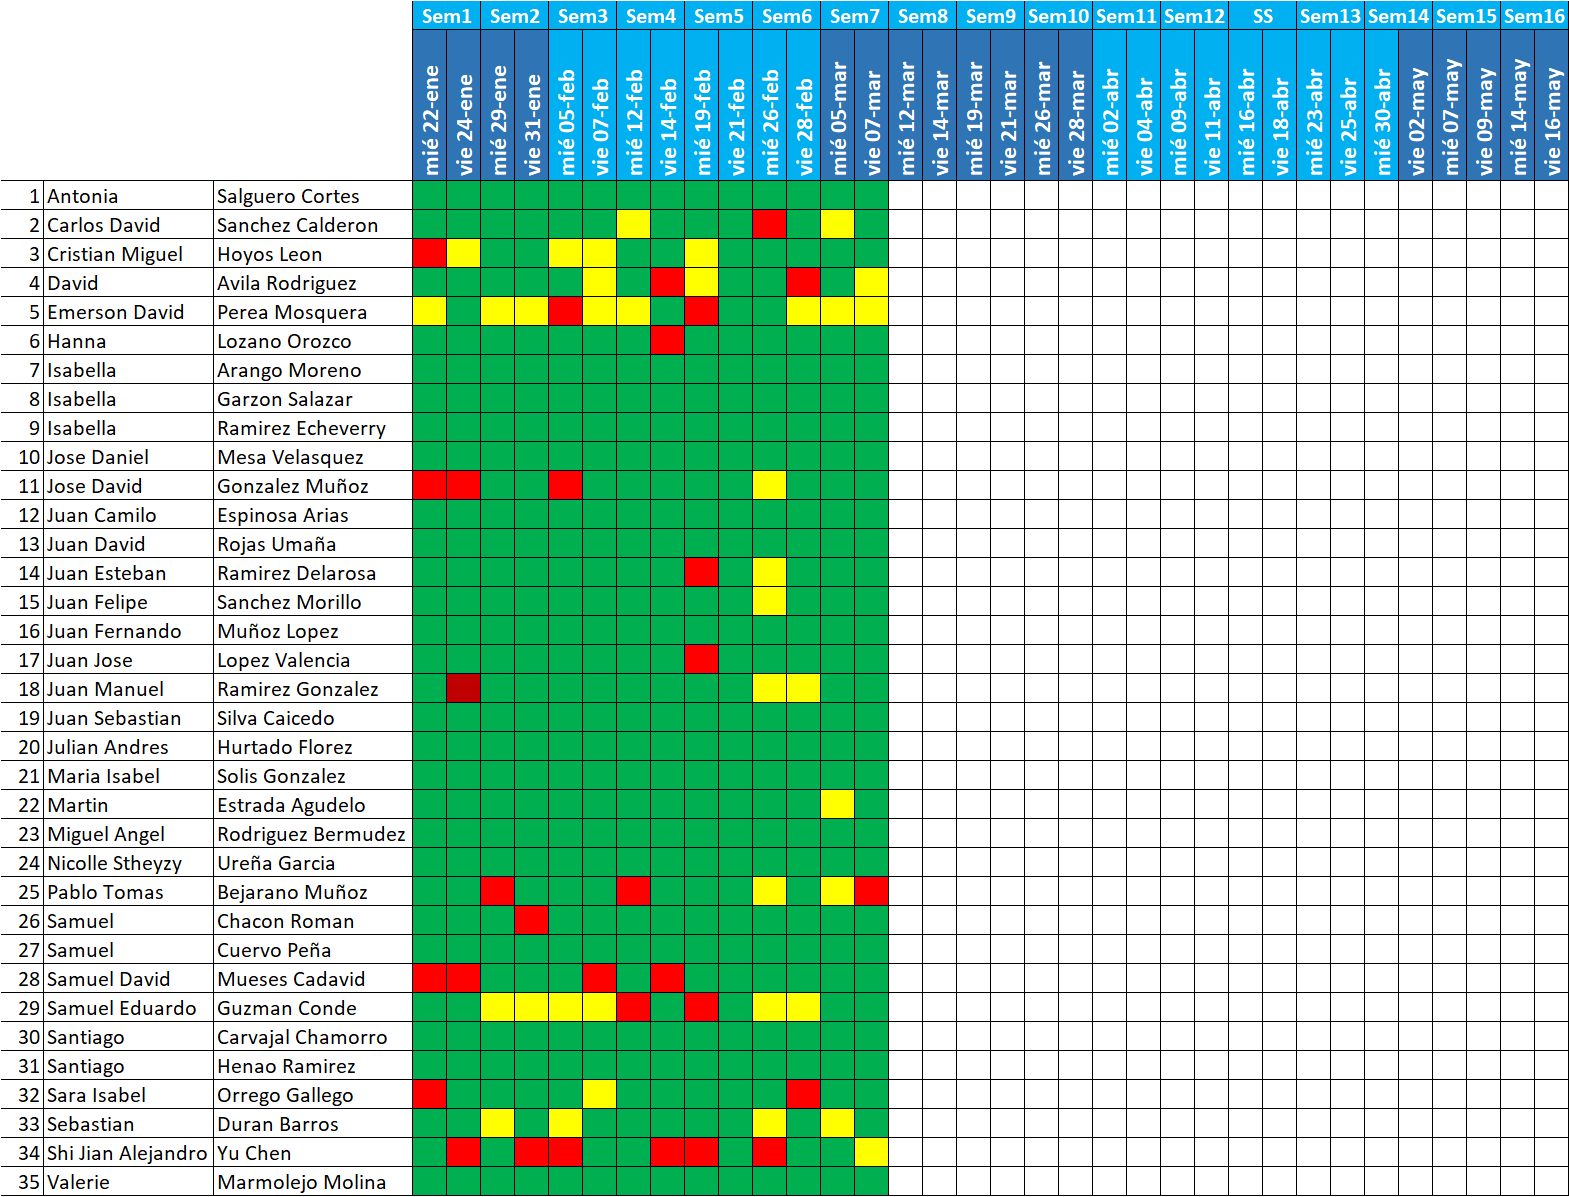 Sem1 Sem2 Sem3 Sem4 Sem5 Sem6 Sem7 Sem8 Sem9 Sem10 Sem11 Sem12 SS Sem13 Sem14 Sem15 Sem16
mié 22-ene vie 24-ene mié 29-ene vie 31-ene mié 05-feb vie 07-feb mié 12-feb vie 14-feb mié 19-feb vie 21-feb mié 26-feb vie 28-feb mié 05-mar vie 07-mar mié 12-mar vie 14-mar mié 19-mar vie 21-mar mié 26-mar vie 28-mar mié 02-abr vie 04-abr mié 09-abr vie 11-abr mié 16-abr vie 18-abr mié 23-abr vie 25-abr mié 30-abr vie 02-may mié 07-may vie 09-may mié 14-may vie 16-may
1 Antonia Salguero Cortes
2 Carlos David Sanchez Calderon
3 Cristian Miguel Hoyos Leon
4 David Avila Rodriguez
5 Emerson David Perea Mosquera
6 Hanna Lozano Orozco
7 Isabella Arango Moreno
8 Isabella Garzon Salazar
9 Isabella Ramirez Echeverry
10 Jose Daniel Mesa Velasquez
11 Jose David Gonzalez Muñoz
12 Juan Camilo Espinosa Arias
13 Juan David Rojas Umaña
14 Juan Esteban Ramirez Delarosa
15 Juan Felipe Sanchez Morillo
16 Juan Fernando Muñoz Lopez
17 Juan Jose Lopez Valencia
18 Juan Manuel Ramirez Gonzalez
19 Juan Sebastian Silva Caicedo
20 Julian Andres Hurtado Florez
21 Maria Isabel Solis Gonzalez
22 Martin Estrada Agudelo
23 Miguel Angel Rodriguez Bermudez
24 Nicolle Stheyzy Ureña Garcia
25 Pablo Tomas Bejarano Muñoz
26 Samuel Chacon Roman
27 Samuel Cuervo Peña
28 Samuel David Mueses Cadavid
29 Samuel Eduardo Guzman Conde
30 Santiago Carvajal Chamorro
31 Santiago Henao Ramirez
32 Sara Isabel Orrego Gallego
33 Sebastian Duran Barros
34 Shi Jian Alejandro Yu Chen
35 Valerie Marmolejo Molina